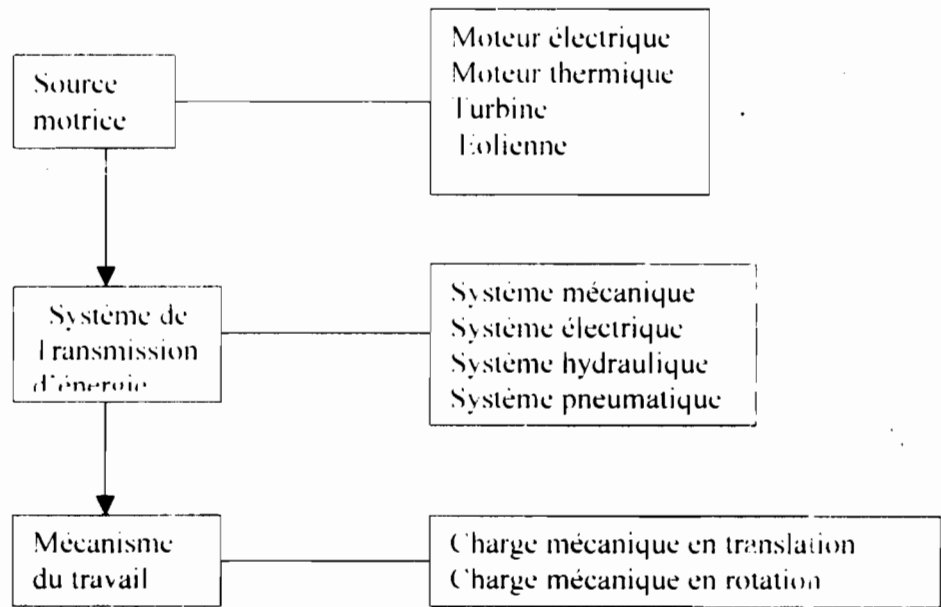 Source
motrice
Moteur électrique
Moteur thermique
Turbine
Eolienne
Système de
Transmission
d'énergie
Système mécanique
Système électrique
Système hydraulique
Système pneumatique
Mécanisme
du travail
Charge mécanique en translation
Charge mécanique en rotation